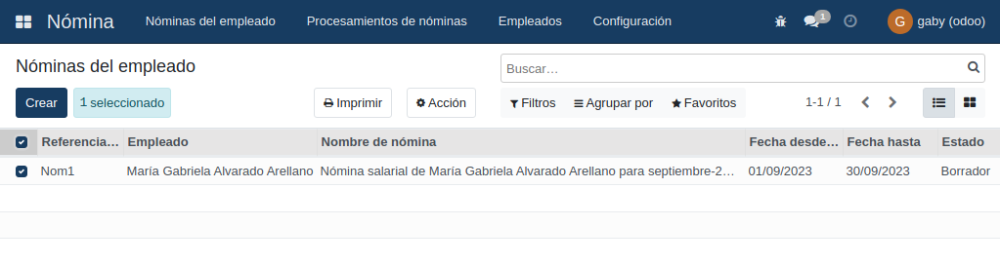 Nómina Nóminas del empleado Procesamientos de nóminas Empleados Configuración 1 G gaby (odoo)
Nóminas del empleado Buscar...
Crear 1 seleccionado Imprimir Acción Filtros Agrupar por Favoritos 1-1 / 1
Referencia... Empleado Nombre de nómina Fecha desde... Fecha hasta Estado
Nom1 María Gabriela Alvarado Arellano Nómina salarial de María Gabriela Alvarado Arellano para septiembre-2... 01/09/2023 30/09/2023 Borrador